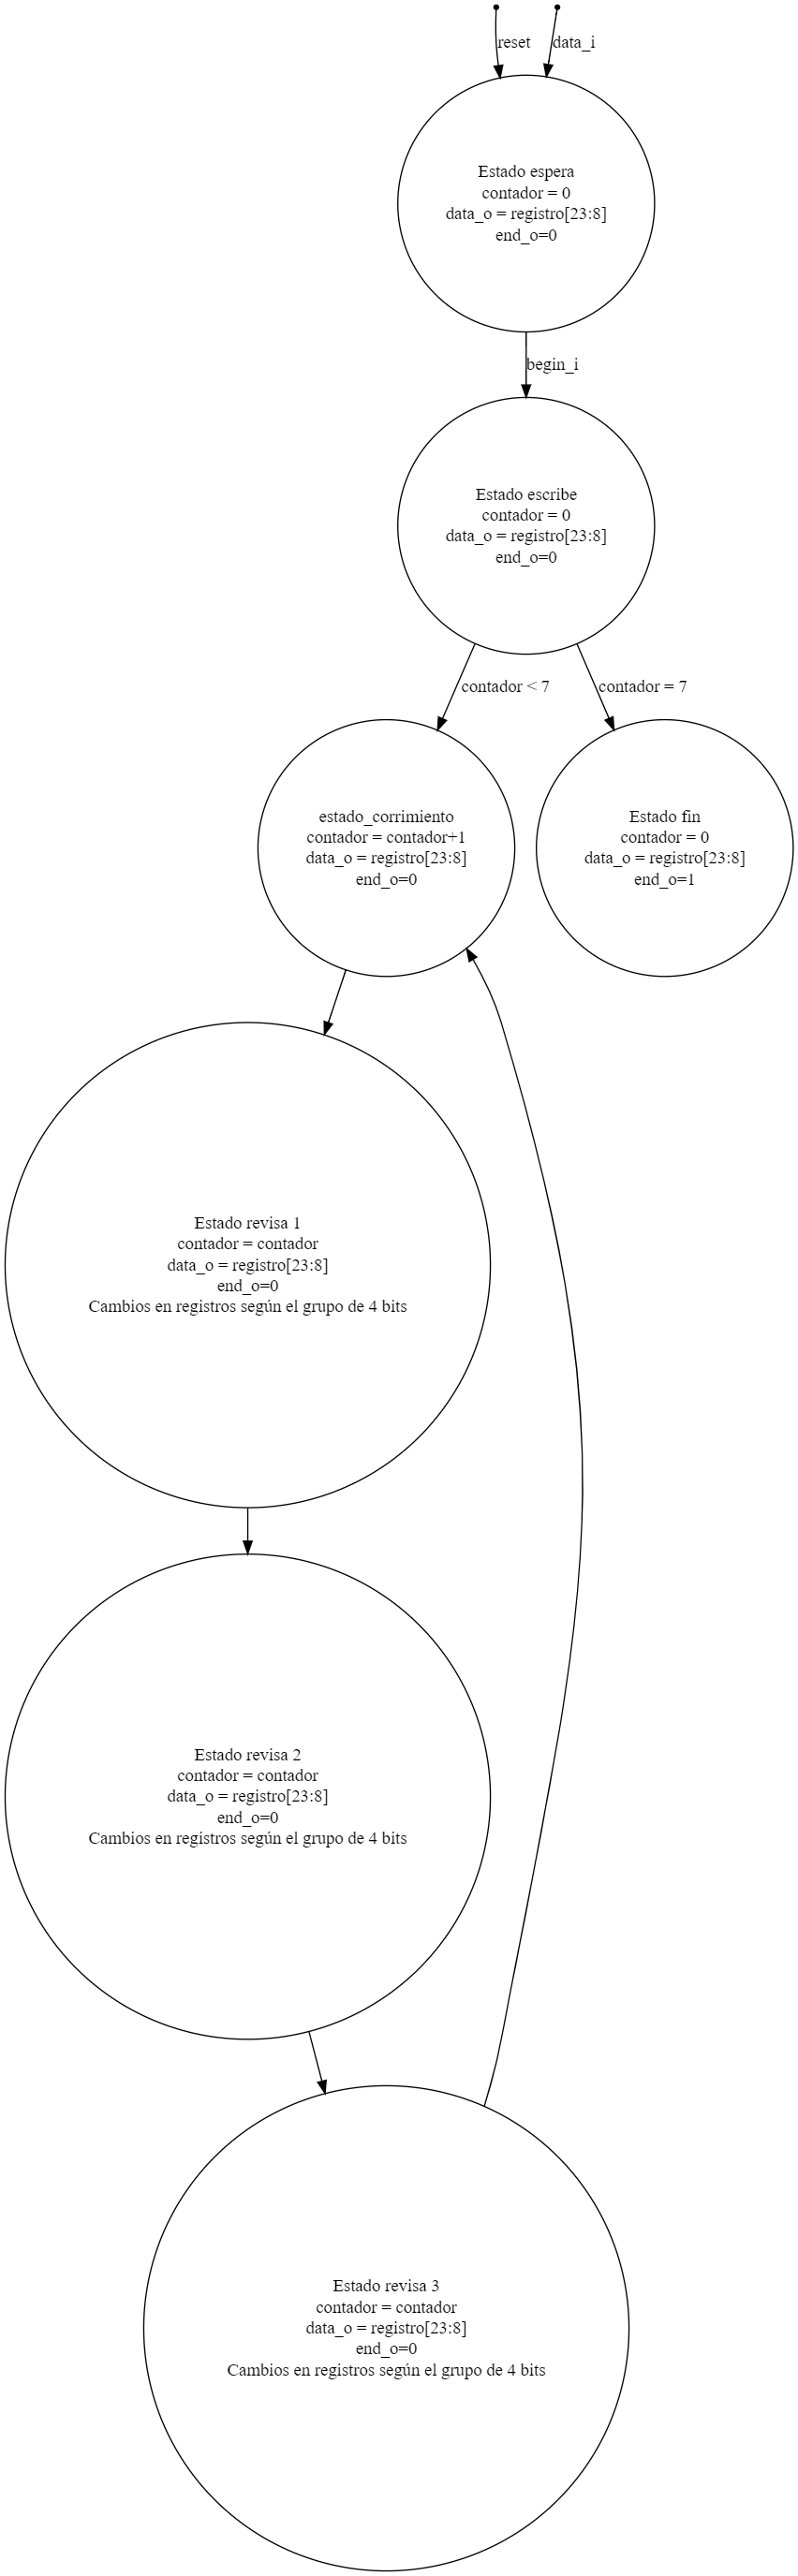 reset
data_i
Estado espera
contador = 0
data_o = registro[23:8]
end_o=0
begin_i
Estado escribe
contador = 0
data_o = registro[23:8]
end_o=0
contador < 7
contador = 7
estado_corrimiento
contador = contador+1
data_o = registro[23:8]
end_o=0
Estado fin
contador = 0
data_o = registro[23:8]
end_o=1
Estado revisa 1
contador = contador
data_o = registro[23:8]
end_o=0
Cambios en registros según el grupo de 4 bits
Estado revisa 2
contador = contador
data_o = registro[23:8]
end_o=0
Cambios en registros según el grupo de 4 bits
Estado revisa 3
contador = contador
data_o = registro[23:8]
end_o=0
Cambios en registros según el grupo de 4 bits